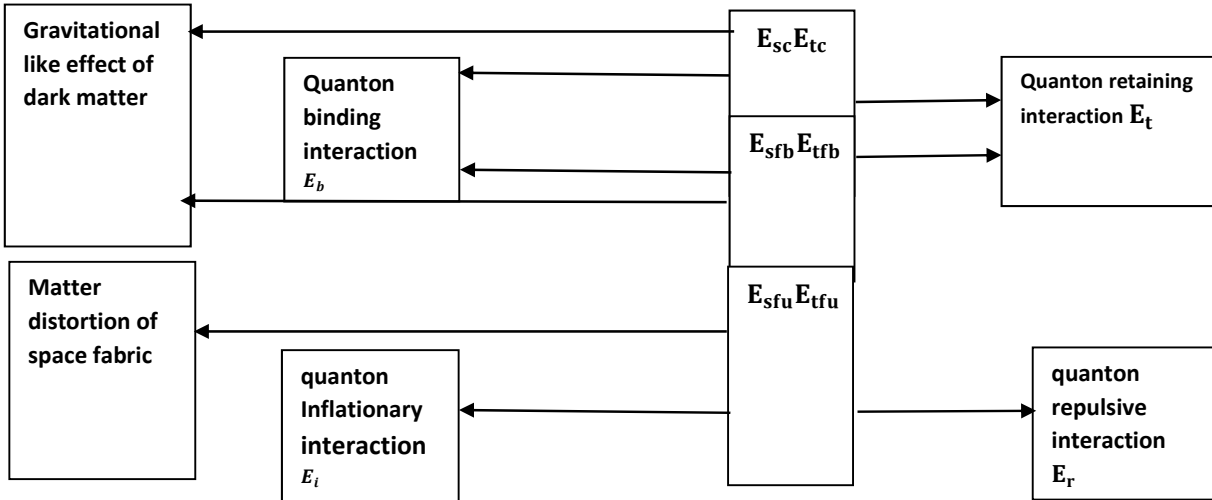 Gravitational
like effect of
dark matter
Quanton
binding
interaction
E_b
E_sc E_tc
E_sfb E_tfb
Quanton retaining
interaction E_t
Matter
distortion of
space fabric
quanton
Inflationary
interaction
E_i
E_sfu E_tfu
quanton
repulsive
interaction
E_r